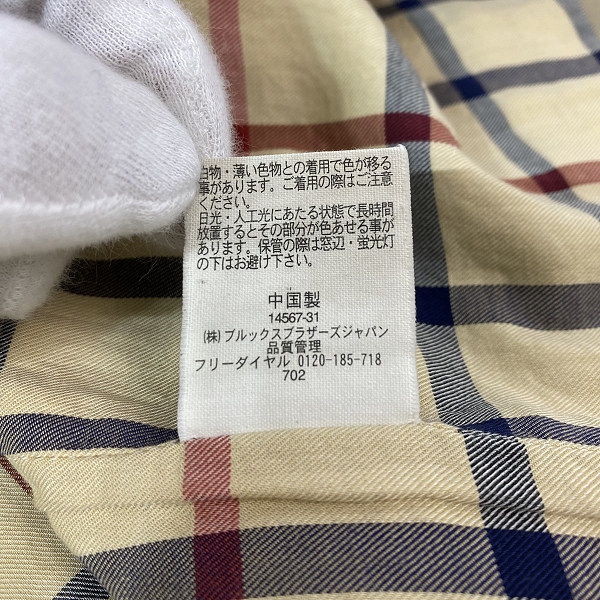 白物・薄い色物との着用で色が移る
事があります。ご着用の際はご注意
ください。
日光・人工光にあたる状態で長時間
放置するとその部分が色あせる事が
あります。保管の際は窓辺・蛍光灯
の下はお避け下さい。
中国製
14567-31
(株)ブルックスブラザーズジャパン
品質管理
フリーダイヤル 0120-185-718
702